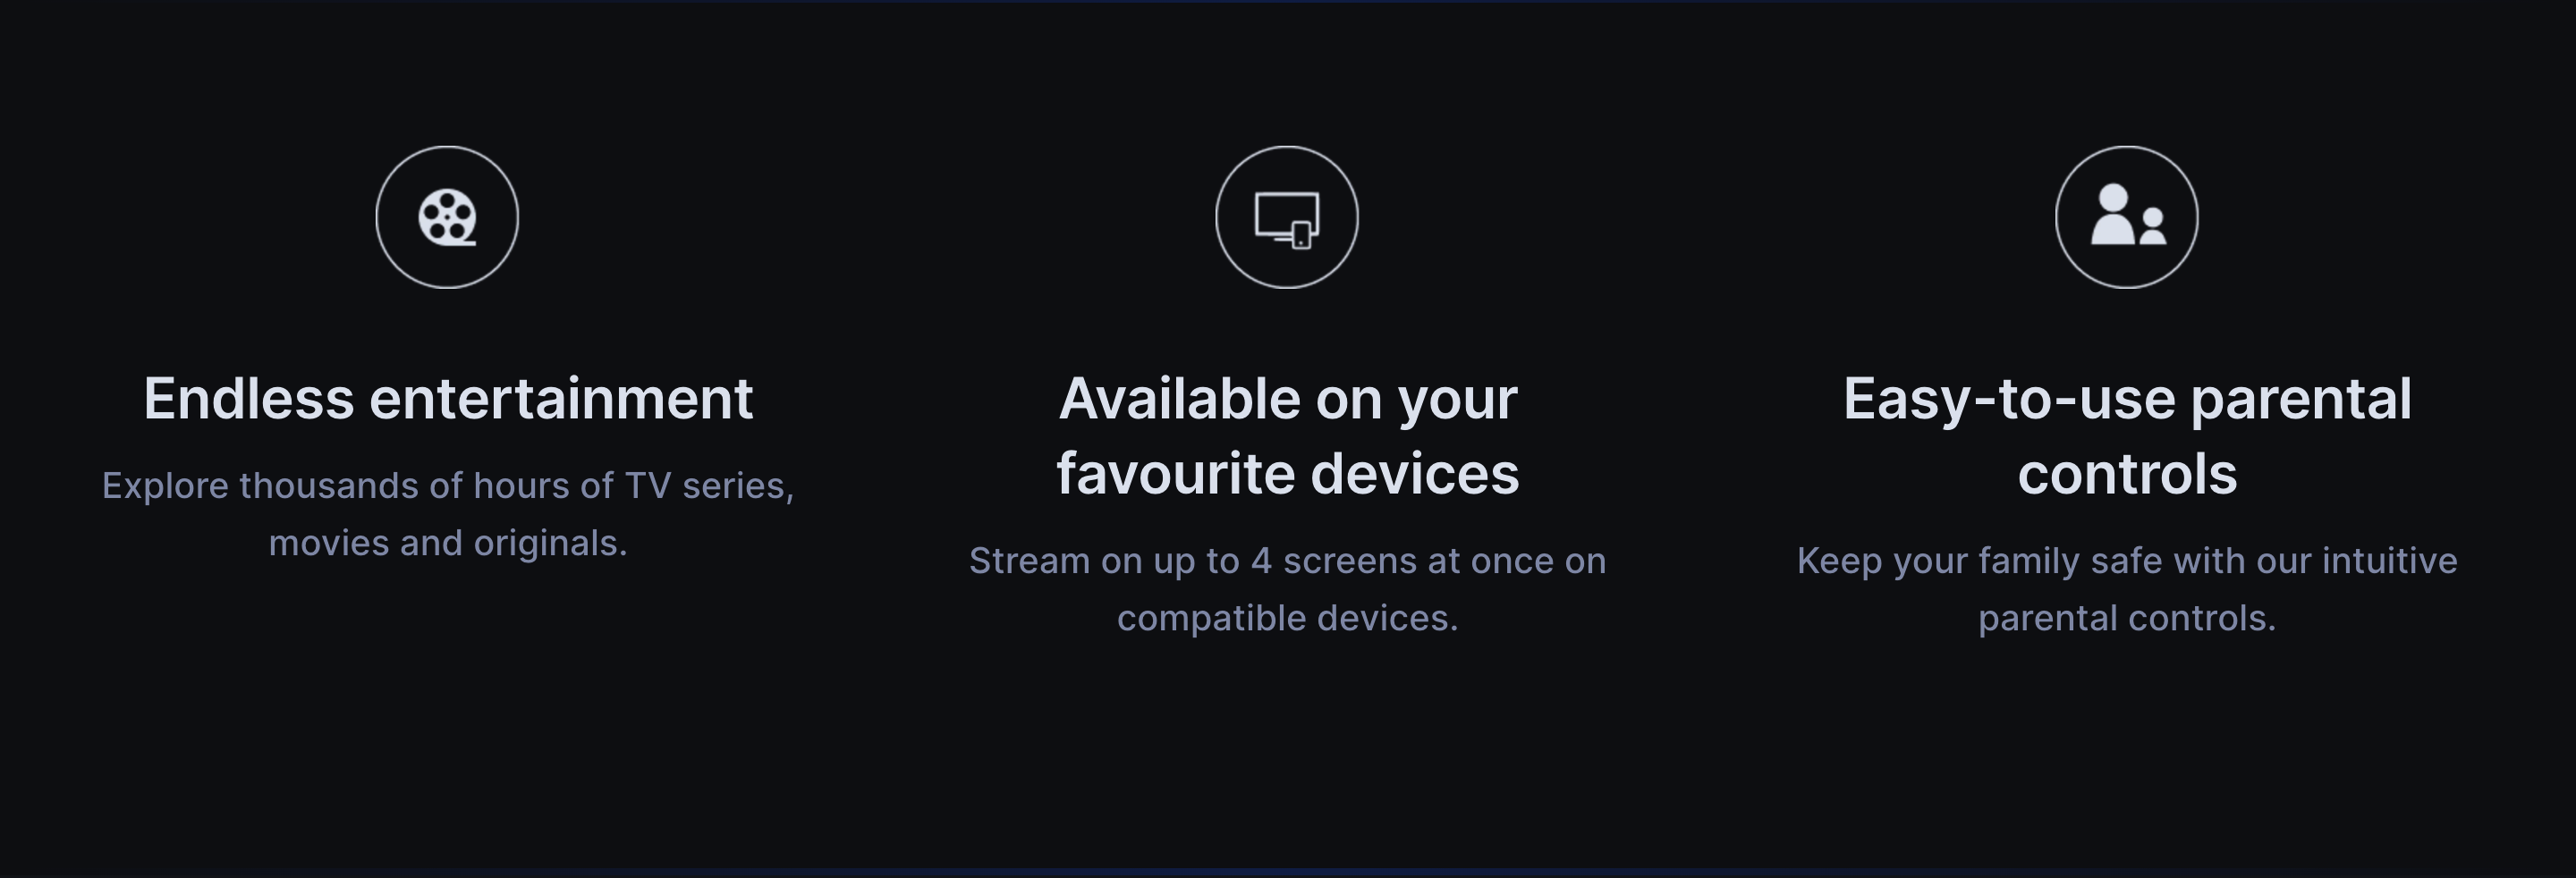 Endless entertainment
Explore thousands of hours of TV series,
movies and originals.
Available on your
favourite devices
Stream on up to 4 screens at once on
compatible devices.
Easy-to-use parental
controls
Keep your family safe with our intuitive
parental controls.